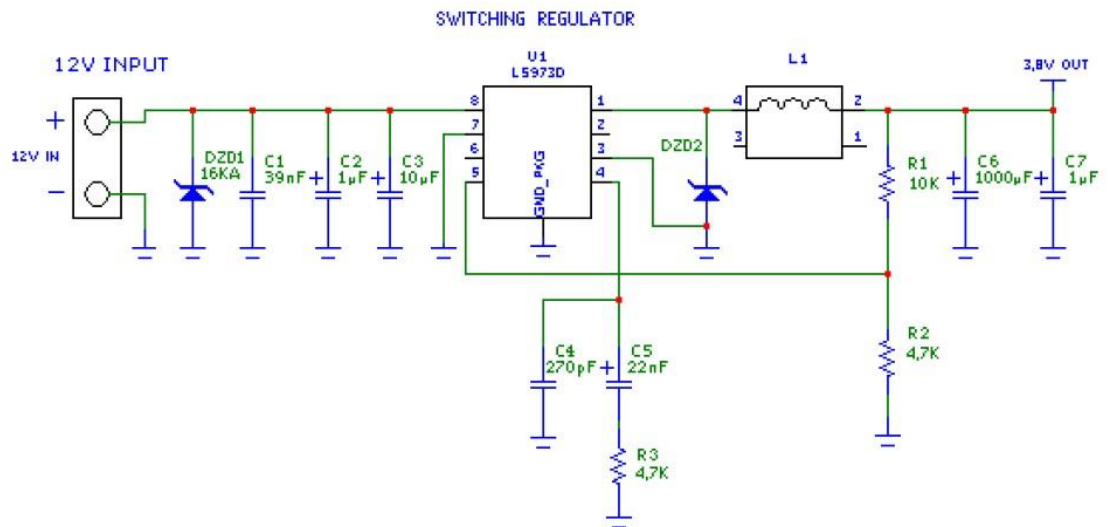 SWITCHING REGULATOR
12V INPUT
+
12V IN
−
DZD1
16KA
C1
39nF
+
C2
1µF
+
C3
10µF
U1
L5973D
8
7
6
5
1
2
3
4
GND_PKG
DZD2
L1
4
3
2
1
3,8V OUT
R1
10K
+
C6
1000µF
+
C7
1µF
R2
4,7K
C4
270pF
+
C5
22nF
R3
4,7K